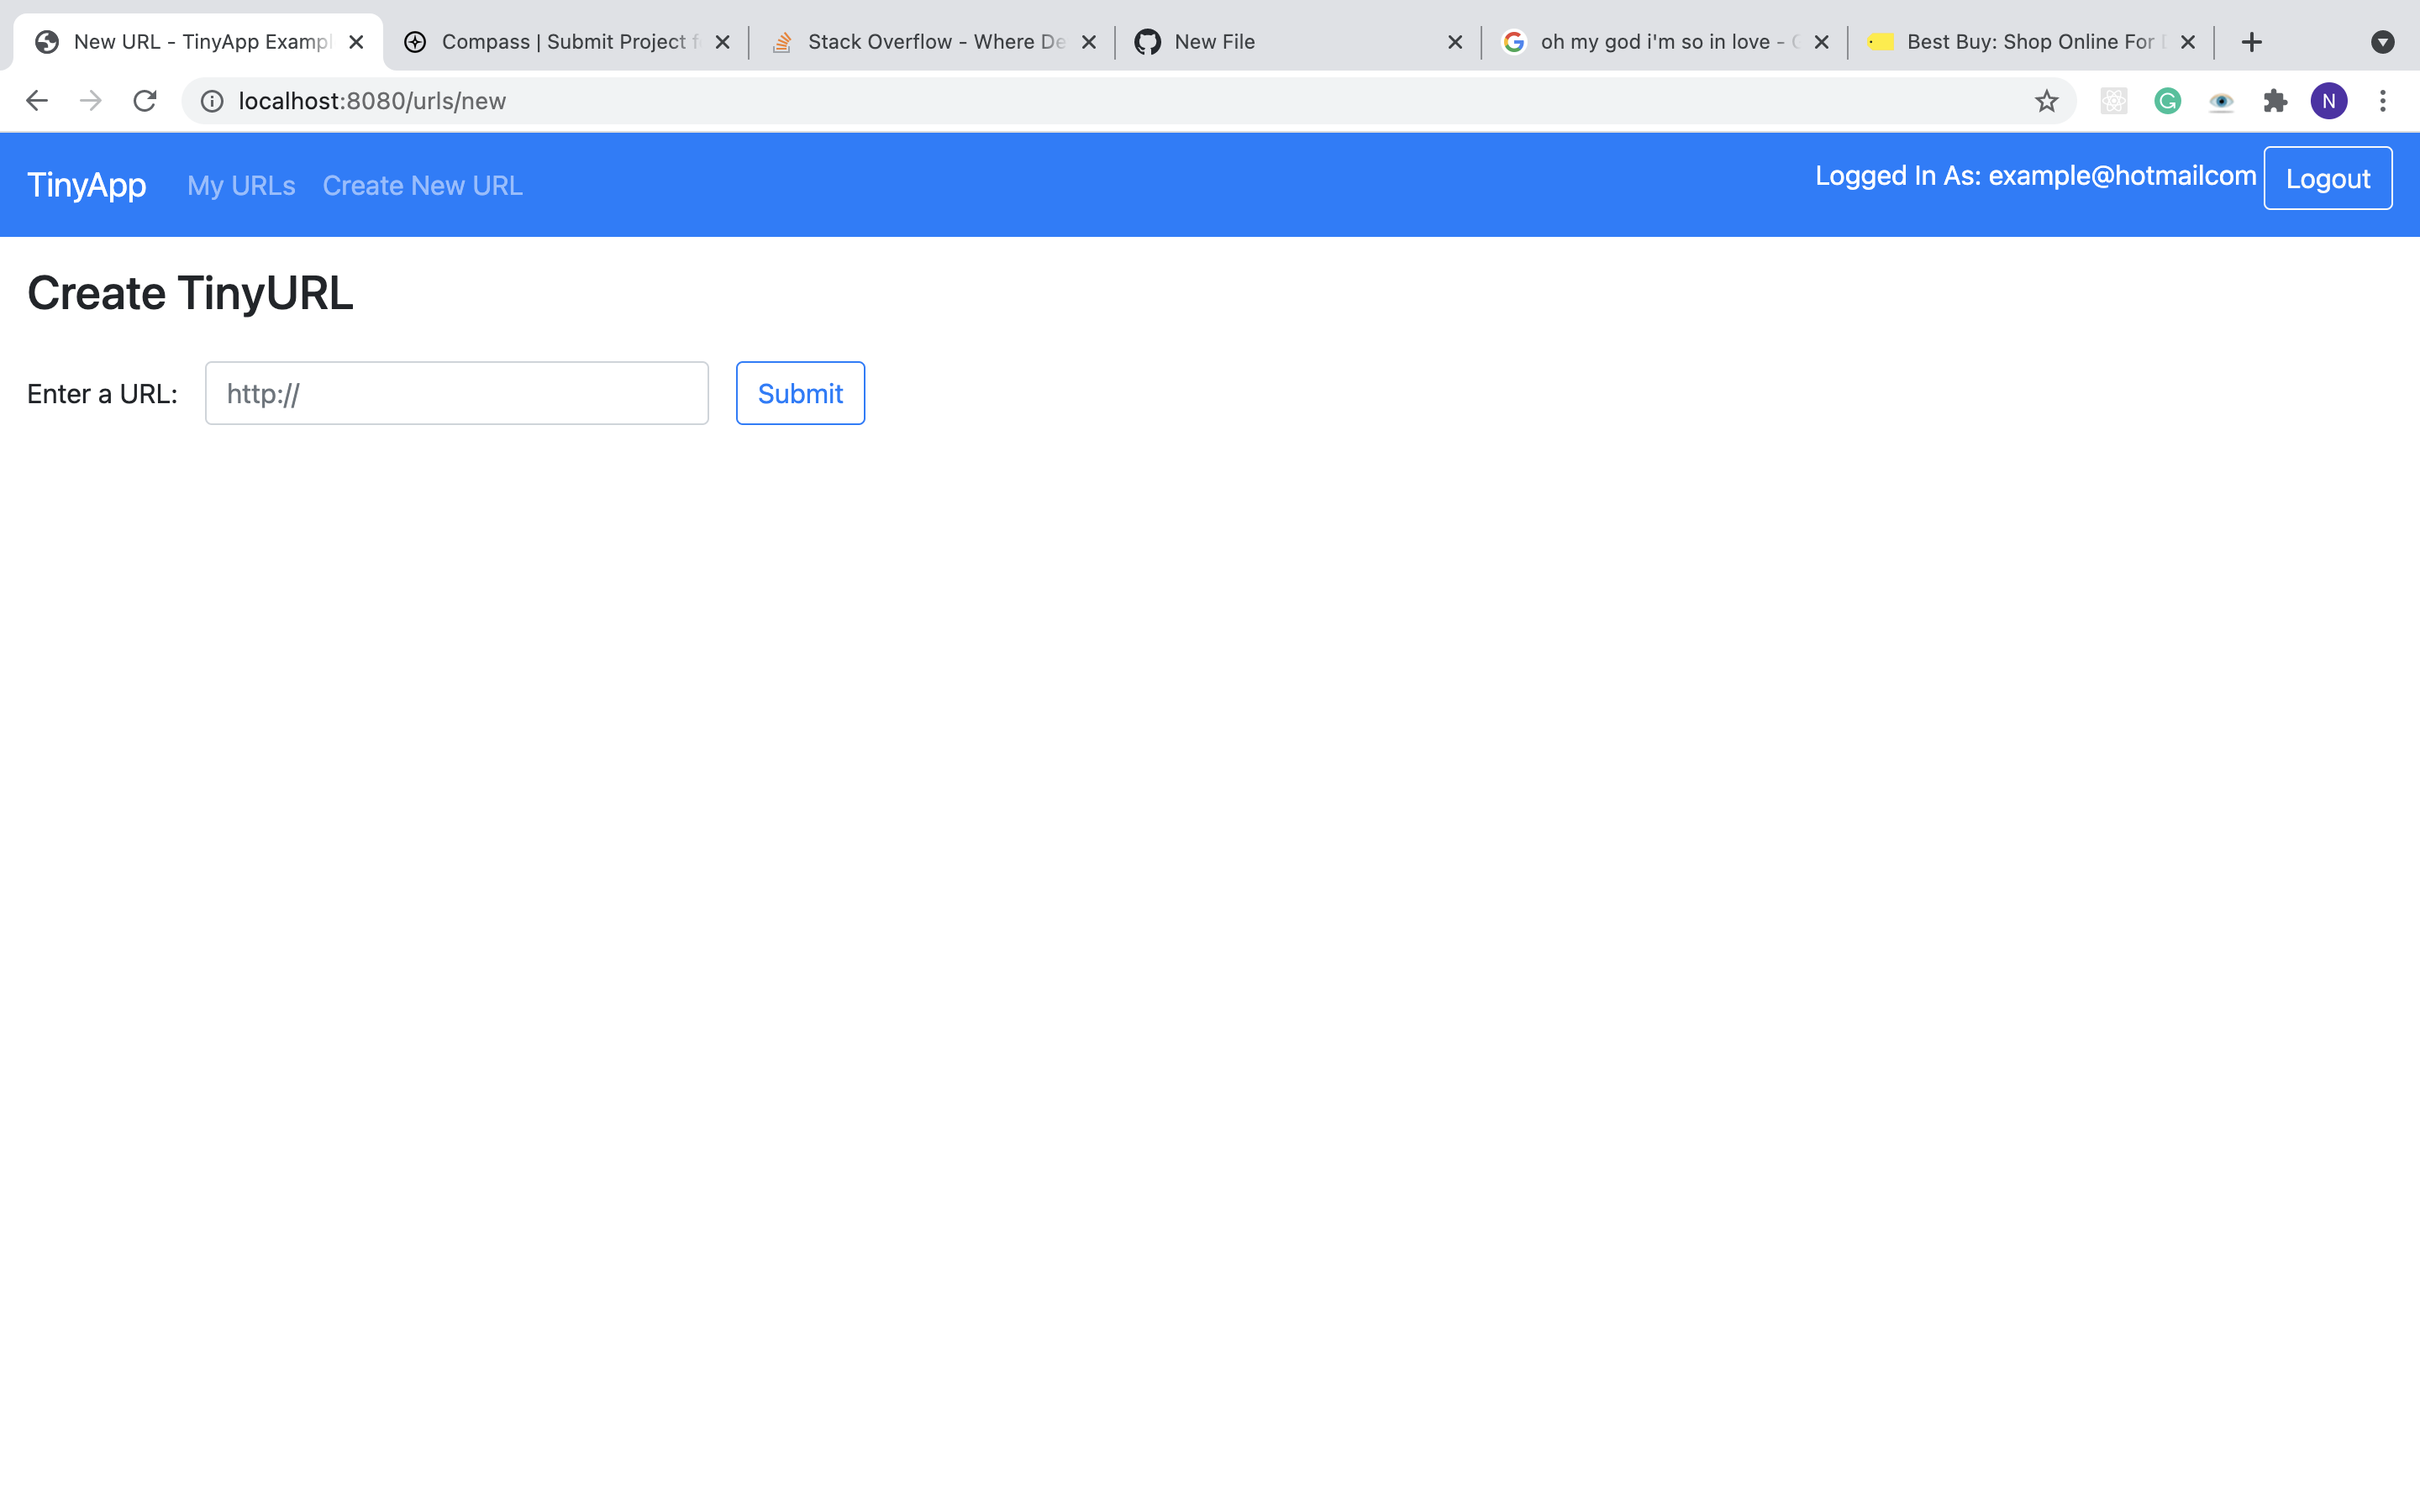 New URL - TinyApp Exampl
Compass | Submit Project f
Stack Overflow - Where De
New File
oh my god i'm so in love -
Best Buy: Shop Online For
localhost:8080/urls/new
N
TinyApp
My URLs
Create New URL
Logged In As: example@hotmailcom
Logout
Create TinyURL
Enter a URL:
http://
Submit